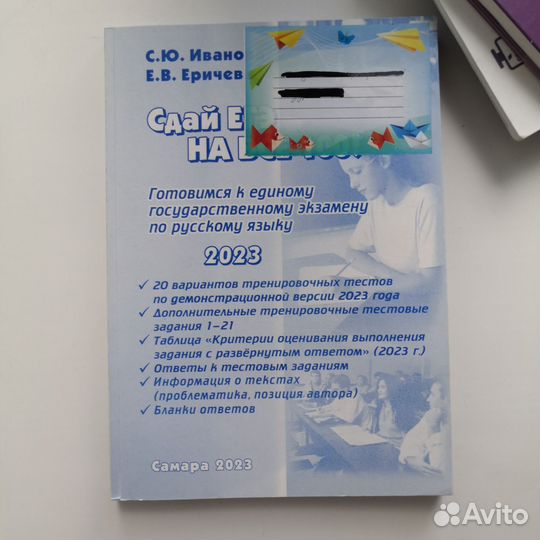 С.Ю. Ивано
Е.В. Еричев
Сдай Е
НА ВСЕ 100!
Готовимся к единому
государственному экзамену
по русскому языку
2023
✓ 20 вариантов тренировочных тестов
по демонстрационной версии 2023 года
✓ Дополнительные тренировочные тестовые
задания 1–21
✓ Таблица «Критерии оценивания выполнения
задания с развёрнутым ответом» (2023 г.)
✓ Ответы к тестовым заданиям
✓ Информация о текстах
(проблематика, позиция автора)
✓ Бланки ответов
Самара 2023
Avito